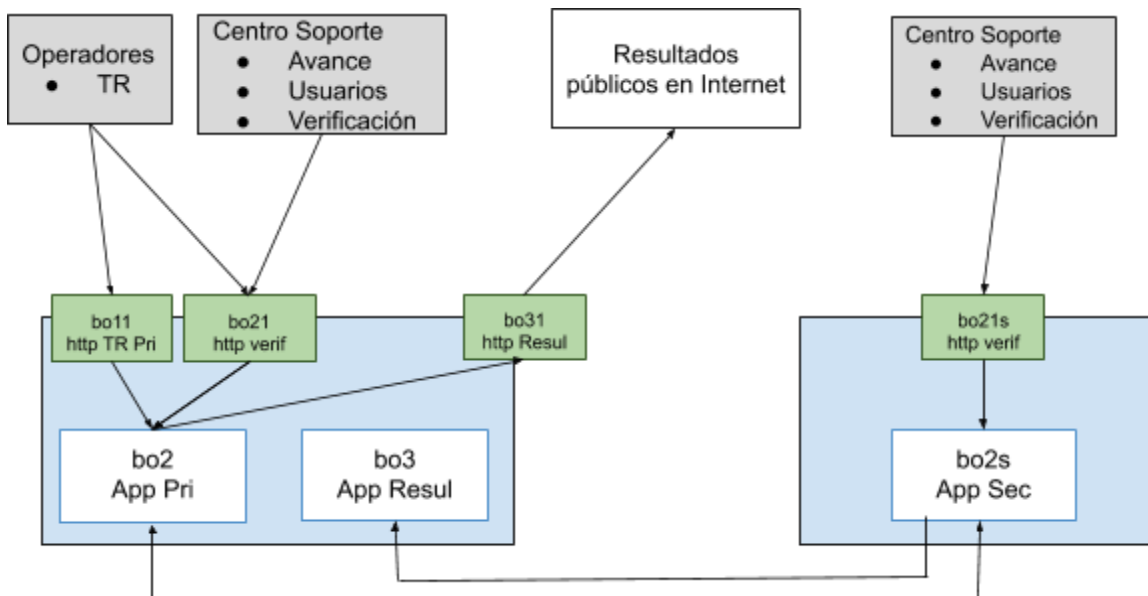 Operadores
● TR
Centro Soporte
● Avance
● Usuarios
● Verificación
Resultados
públicos en Internet
Centro Soporte
● Avance
● Usuarios
● Verificación
bo11
http TR Pri
bo21
http verif
bo31
http Resul
bo21s
http verif
bo2
App Pri
bo3
App Resul
bo2s
App Sec